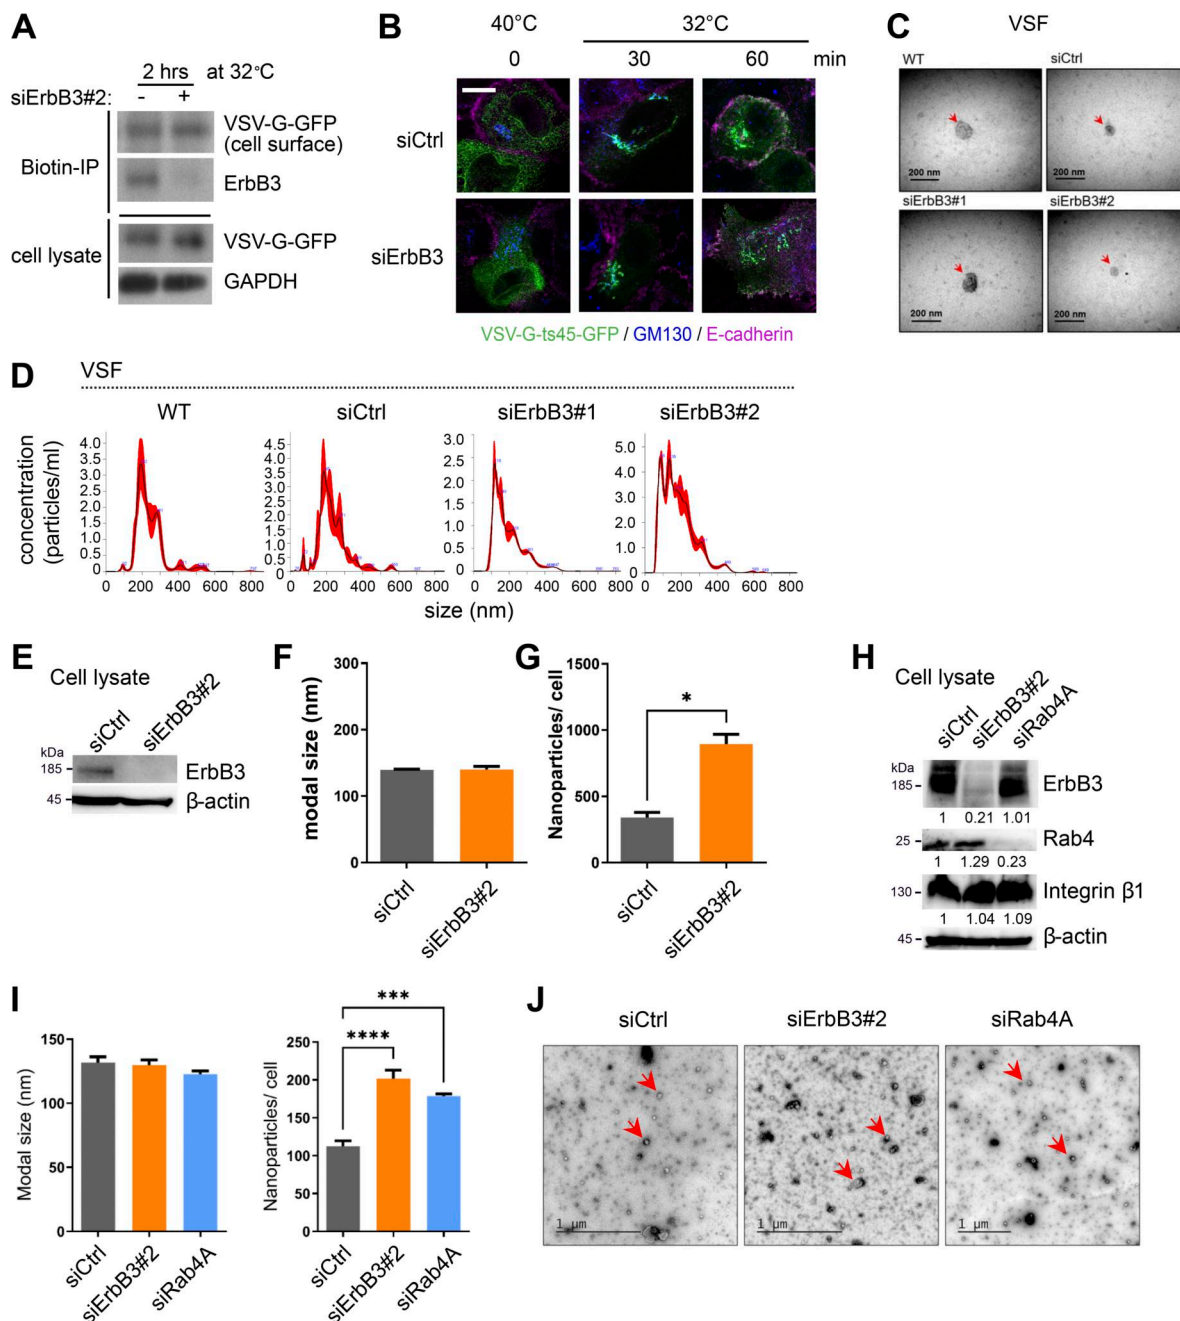 A
2 hrs at 32°C
siErbB3#2: - +
Biotin-IP
VSV-G-GFP
(cell surface)
ErbB3
cell lysate
VSV-G-GFP
GAPDH
B
40°C 32°C
0 30 60 min
siCtrl
siErbB3
VSV-G-ts45-GFP / GM130 / E-cadherin
C
VSF
WT siCtrl
200 nm 200 nm
siErbB3#1 siErbB3#2
200 nm 200 nm
D
VSF
WT siCtrl siErbB3#1 siErbB3#2
concentration
(particles/ml)
4.0
3.5
3.0
2.5
2.0
1.5
1.0
0.5
0
0 200 400 600 800
4.5
4.0
3.5
3.0
2.5
2.0
1.5
1.0
0.5
0
0 200 400 600 800
3.0
2.5
2.0
1.5
1.0
0.5
0
0 200 400 600 800
5.0
4.0
3.0
2.0
1.0
0
0 200 400 600 800
size (nm)
E
Cell lysate
siCtrl siErbB3#2
kDa
185 ErbB3
45 β-actin
F
modal size (nm)
300
200
100
0
siCtrl siErbB3#2
G
Nanoparticles/ cell
1500
1000
500
0
*
siCtrl siErbB3#2
H
Cell lysate
siCtrl siErbB3#2 siRab4A
kDa
185 ErbB3
1 0.21 1.01
25 Rab4
1 1.29 0.23
130 Integrin β1
1 1.04 1.09
45 β-actin
I
Modal size (nm)
150
100
50
0
siCtrl siErbB3#2 siRab4A
Nanoparticles/ cell
250
200
150
100
50
0
***
****
siCtrl siErbB3#2 siRab4A
J
siCtrl siErbB3#2 siRab4A
1 µm 1 µm 1 µm